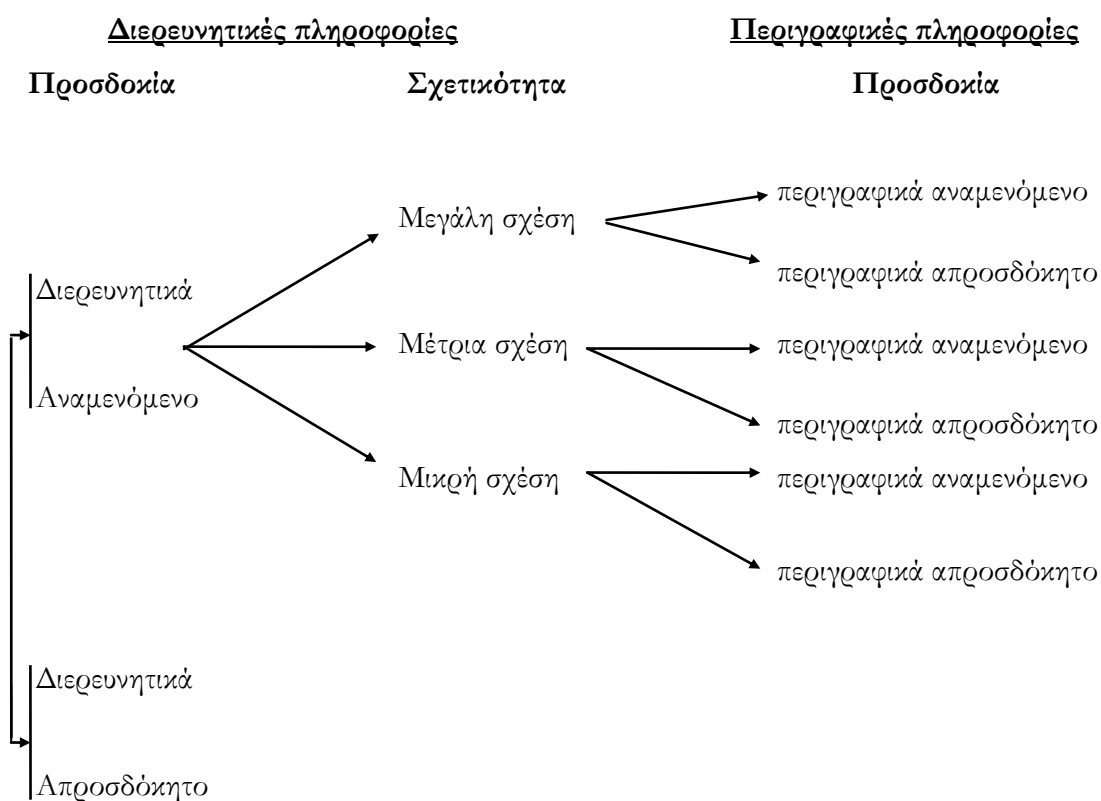 Διερευνητικές πληροφορίες Περιγραφικές πληροφορίες
Προσδοκία Σχετικότητα Προσδοκία
περιγραφικά αναμενόμενο
Μεγάλη σχέση
περιγραφικά απροσδόκητο
Διερευνητικά
Μέτρια σχέση περιγραφικά αναμενόμενο
Αναμενόμενο
περιγραφικά απροσδόκητο
Μικρή σχέση περιγραφικά αναμενόμενο
περιγραφικά απροσδόκητο
Διερευνητικά
Απροσδόκητο